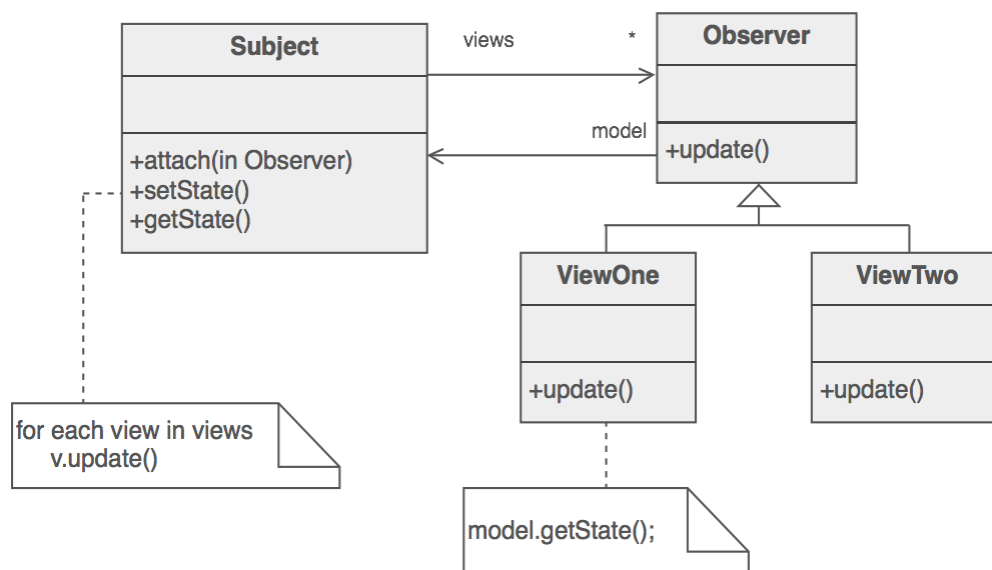 Subject
+attach(in Observer)
+setState()
+getState()
views
*
model
Observer
+update()
ViewOne
+update()
ViewTwo
+update()
for each view in views
v.update()
model.getState();